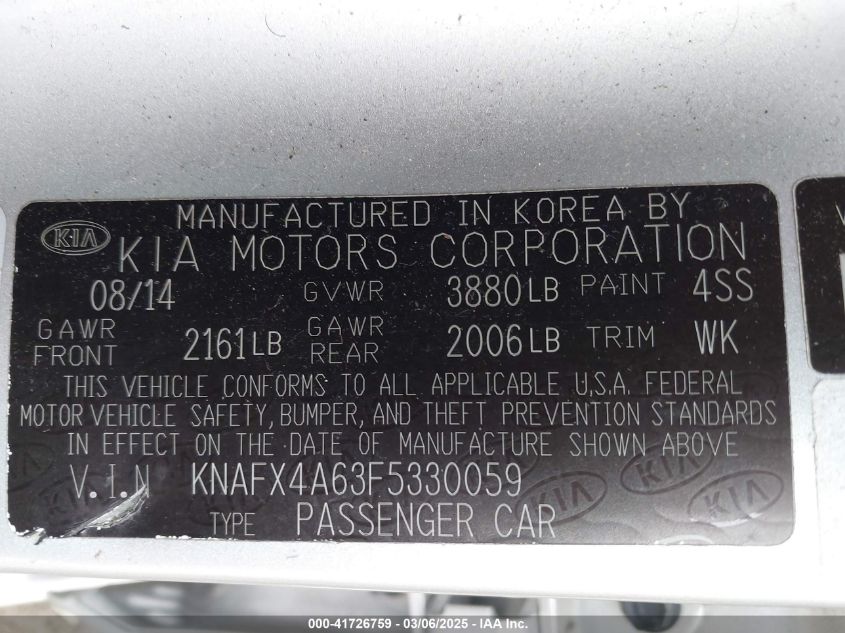 MANUFACTURED IN KOREA BY
KIA KIA MOTORS CORPORATION
08/14 GVWR 3880LB PAINT 4SS
GAWR FRONT 2161LB GAWR REAR 2006LB TRIM WK
THIS VEHICLE CONFORMS TO ALL APPLICABLE U.S.A. FEDERAL
MOTOR VEHICLE SAFETY, BUMPER, AND THEFT PREVENTION STANDARDS
IN EFFECT ON THE DATE OF MANUFACTURE SHOWN ABOVE
V.I.N KNAFX4A63F5330059
TYPE PASSENGER CAR
000-41726759 - 03/06/2025 - IAA Inc.